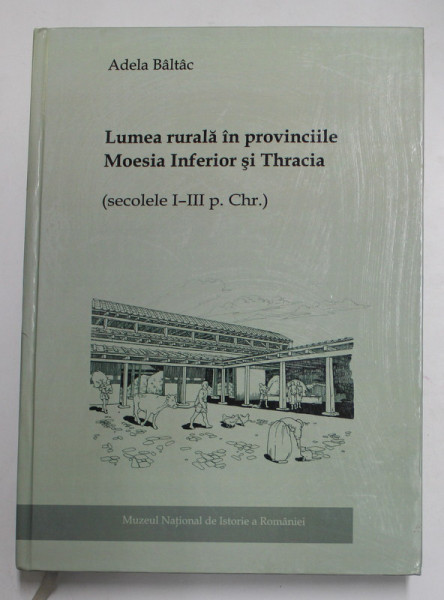 Adela Bâltâc
Lumea rurală în provinciile
Moesia Inferior şi Thracia
(secolele I–III p. Chr.)
Muzeul Naţional de Istorie a României